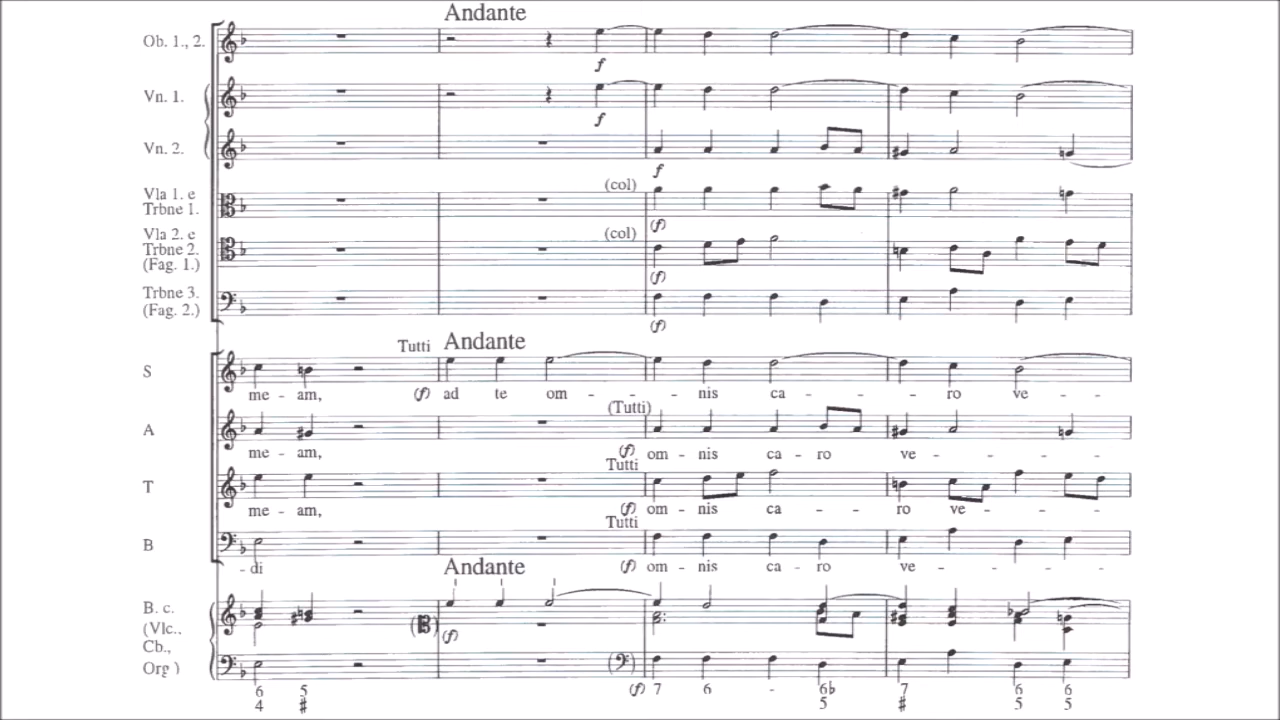 Andante
Ob. 1., 2.
f
Vn. 1.
f
Vn. 2.
f
(col)
Vla 1. e
Trbne 1.
(f)
(col)
Vla 2. e
Trbne 2.
(Fag. 1.)
(f)
Trbne 3.
(Fag. 2.)
(f)
Tutti Andante
S
me - am, (f) ad te om - - - nis ca - - - ro ve - - -
(Tutti)
A
me - am, (f) om - nis ca - ro ve - - - -
Tutti
T
me - am, (f) om - nis ca - - ro ve - - -
Tutti
B
- di (f) om - nis ca - ro ve - - - -
Andante
B. c.
(Vlc.,
Cb.,
Org )
(f)
6 5 (f) 7 6 - 6♭ 7 6 6
4 ♯ 5 ♯ 5 5